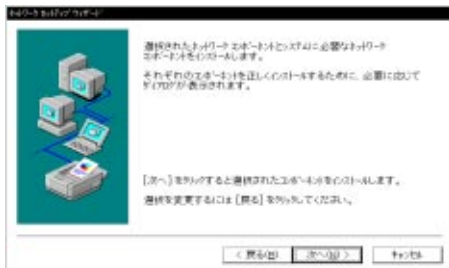 ネットワーク セットアップ ウィザード
選択されたネットワーク コンポーネントとシステムに必要なネットワーク
コンポーネントをインストールします。
それぞれのコンポーネントを正しくインストールするために、必要に応じて
ダイアログが表示されます。
[次へ] をクリックすると選択されたコンポーネントをインストールします。
選択を変更するには [戻る] をクリックしてください。
< 戻る(B)
次へ(N) >
キャンセル